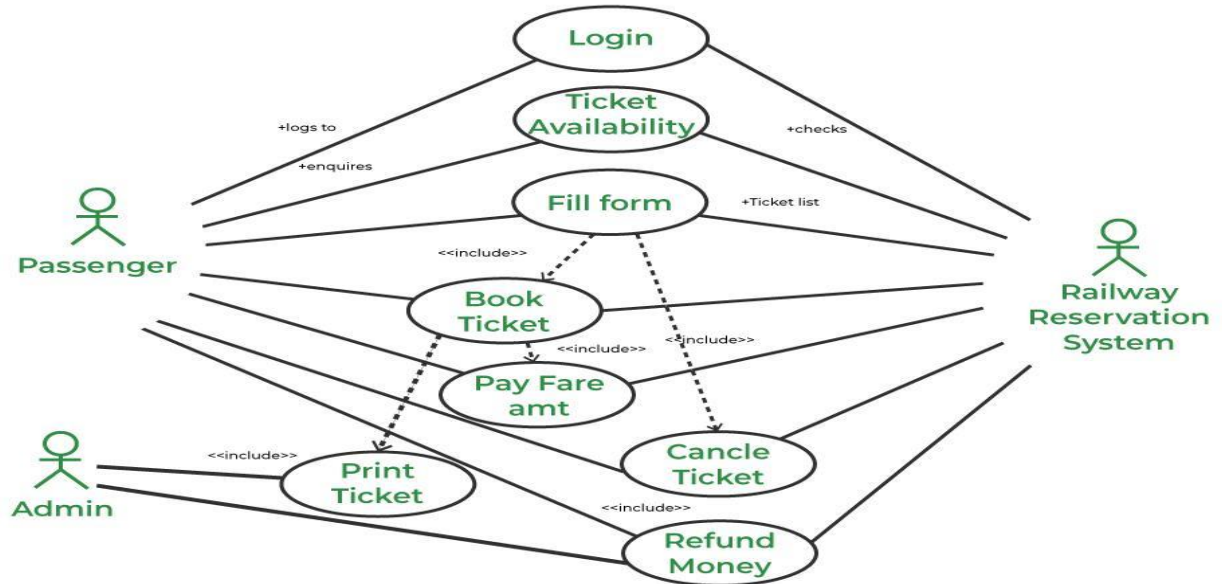 Login
Ticket
Availability
+logs to
+checks
+enquires
Fill form
+Ticket list
<<include>>
Passenger
Book
Ticket
Railway
Reservation
System
<<include>>
<<include>>
Pay Fare
amt
<<include>>
Cancle
Ticket
Print
Ticket
Admin
<<include>>
Refund
Money